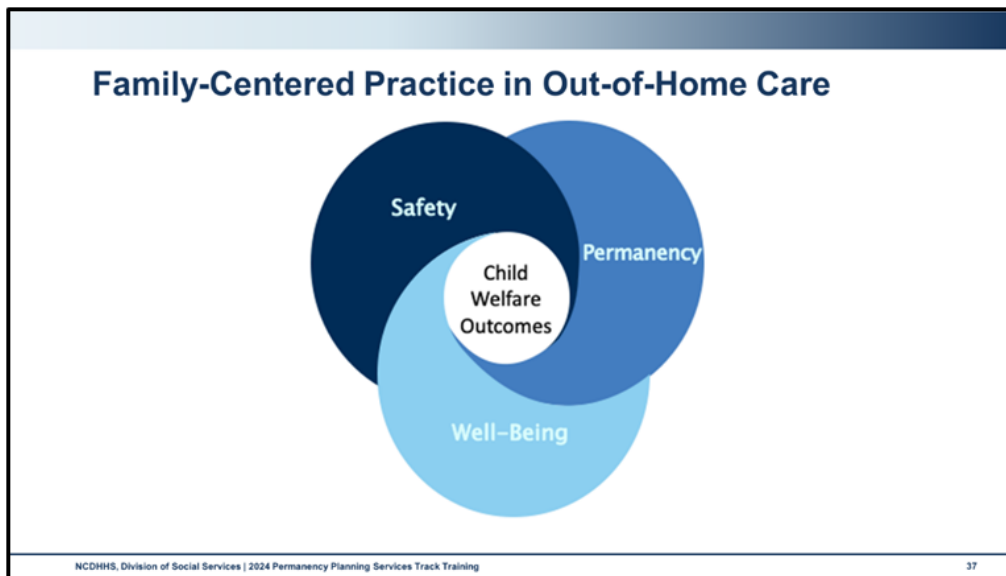 Family-Centered Practice in Out-of-Home Care
Safety
Permanency
Child
Welfare
Outcomes
Well-Being
NCDHHS, Division of Social Services | 2024 Permanency Planning Services Track Training
37